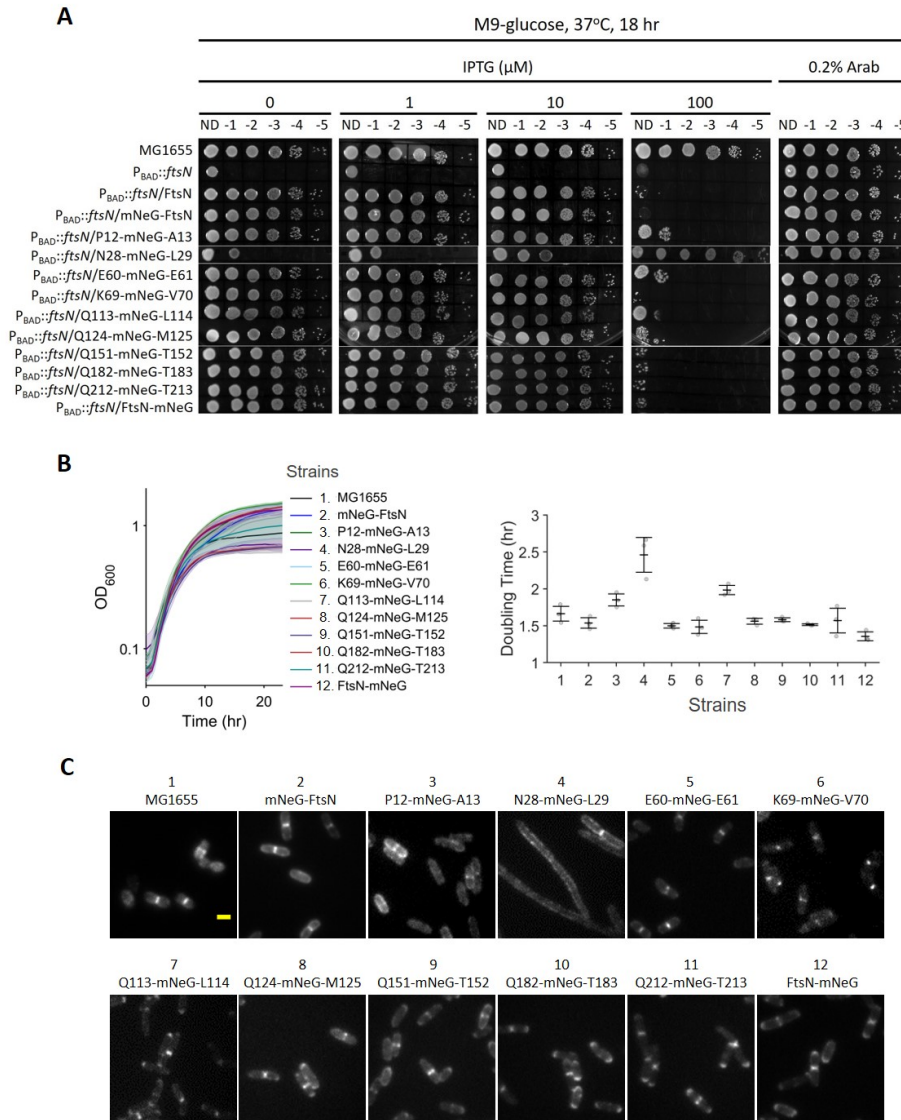 A
M9-glucose, 37°C, 18 hr
IPTG (μM) 0.2% Arab
0 1 10 100
ND -1 -2 -3 -4 -5 ND -1 -2 -3 -4 -5 ND -1 -2 -3 -4 -5 ND -1 -2 -3 -4 -5 ND -1 -2 -3 -4 -5
MG1655
PBAD::ftsN
PBAD::ftsN/FtsN
PBAD::ftsN/mNeG-FtsN
PBAD::ftsN/P12-mNeG-A13
PBAD::ftsN/N28-mNeG-L29
PBAD::ftsN/E60-mNeG-E61
PBAD::ftsN/K69-mNeG-V70
PBAD::ftsN/Q113-mNeG-L114
PBAD::ftsN/Q124-mNeG-M125
PBAD::ftsN/Q151-mNeG-T152
PBAD::ftsN/Q182-mNeG-T183
PBAD::ftsN/Q212-mNeG-T213
PBAD::ftsN/FtsN-mNeG
B
OD600
1
0.1
0 10 20
Time (hr)
Strains
1. MG1655
2. mNeG-FtsN
3. P12-mNeG-A13
4. N28-mNeG-L29
5. E60-mNeG-E61
6. K69-mNeG-V70
7. Q113-mNeG-L114
8. Q124-mNeG-M125
9. Q151-mNeG-T152
10. Q182-mNeG-T183
11. Q212-mNeG-T213
12. FtsN-mNeG
Doubling Time (hr)
3
2.5
2
1.5
1
1 2 3 4 5 6 7 8 9 10 11 12
Strains
C
1 2 3 4 5 6
MG1655 mNeG-FtsN P12-mNeG-A13 N28-mNeG-L29 E60-mNeG-E61 K69-mNeG-V70
7 8 9 10 11 12
Q113-mNeG-L114 Q124-mNeG-M125 Q151-mNeG-T152 Q182-mNeG-T183 Q212-mNeG-T213 FtsN-mNeG